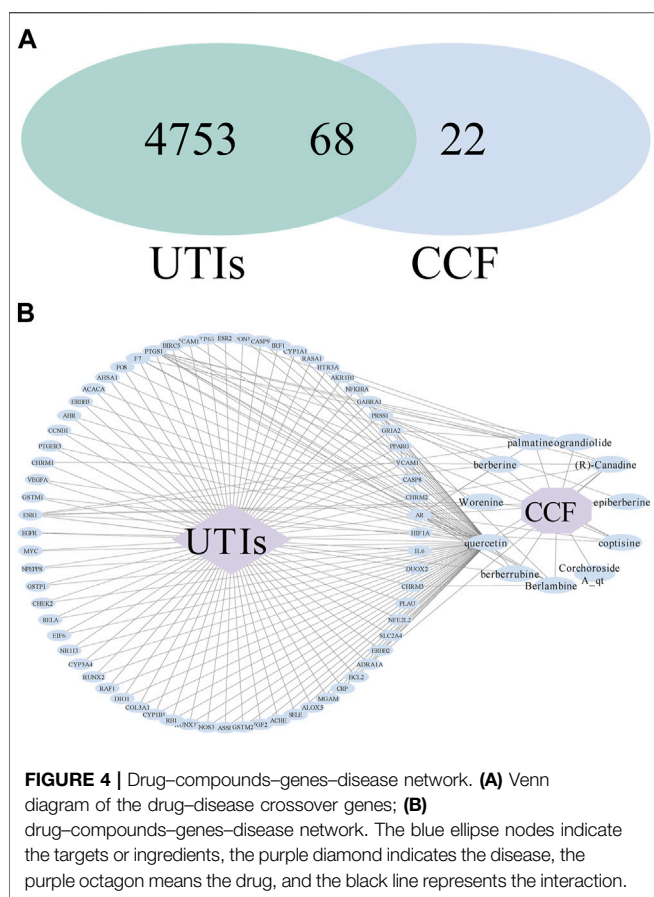 A
4753
68
22
UTIs
CCF
B
ESR2
CASP9
IRF1
CYP1A1
RASA1
HTR3A
AKR1B1
NFKBIA
GABRA1
PRSS1
GRIA2
PPARG
VCAM1
CASP8
CHRM2
AR
HIF1A
IL6
DUOX2
CHRM3
PLAU
NFE2L2
SLC2A4
ERBB2
ADRA1A
BCL2
CRP
MGAM
ALOX5
SELE
ACHE
GSTM2
NOS3
RB1
CYP1B1
COL3A1
DIO1
RAF1
RUNX2
CYP3A4
NR1I3
EIF6
RELA
CHEK2
GSTP1
NPEPPS
MYC
EGFR
ESR1
GSTM1
VEGFA
CHRM1
PTGER3
CCNB1
AHR
ERBB3
ACACA
AHSA1
FOS
F7
PTGS1
BIRC5
UTIs
palmatine
ograndiolide
berberine
(R)-Canadine
Worenine
CCF
epiberberine
quercetin
coptisine
berberrubine
Berlambine
Corchoroside
A_qt
FIGURE 4 | Drug–compounds–genes–disease network. (A) Venn
diagram of the drug–disease crossover genes; (B)
drug–compounds–genes–disease network. The blue ellipse nodes indicate
the targets or ingredients, the purple diamond indicates the disease, the
purple octagon means the drug, and the black line represents the interaction.